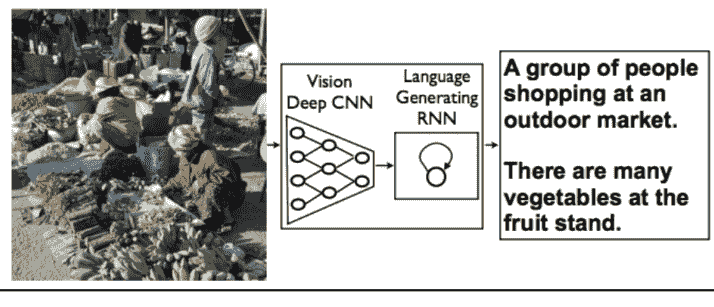 Vision
Deep CNN
Language
Generating
RNN
A group of people
shopping at an
outdoor market.
There are many
vegetables at the
fruit stand.